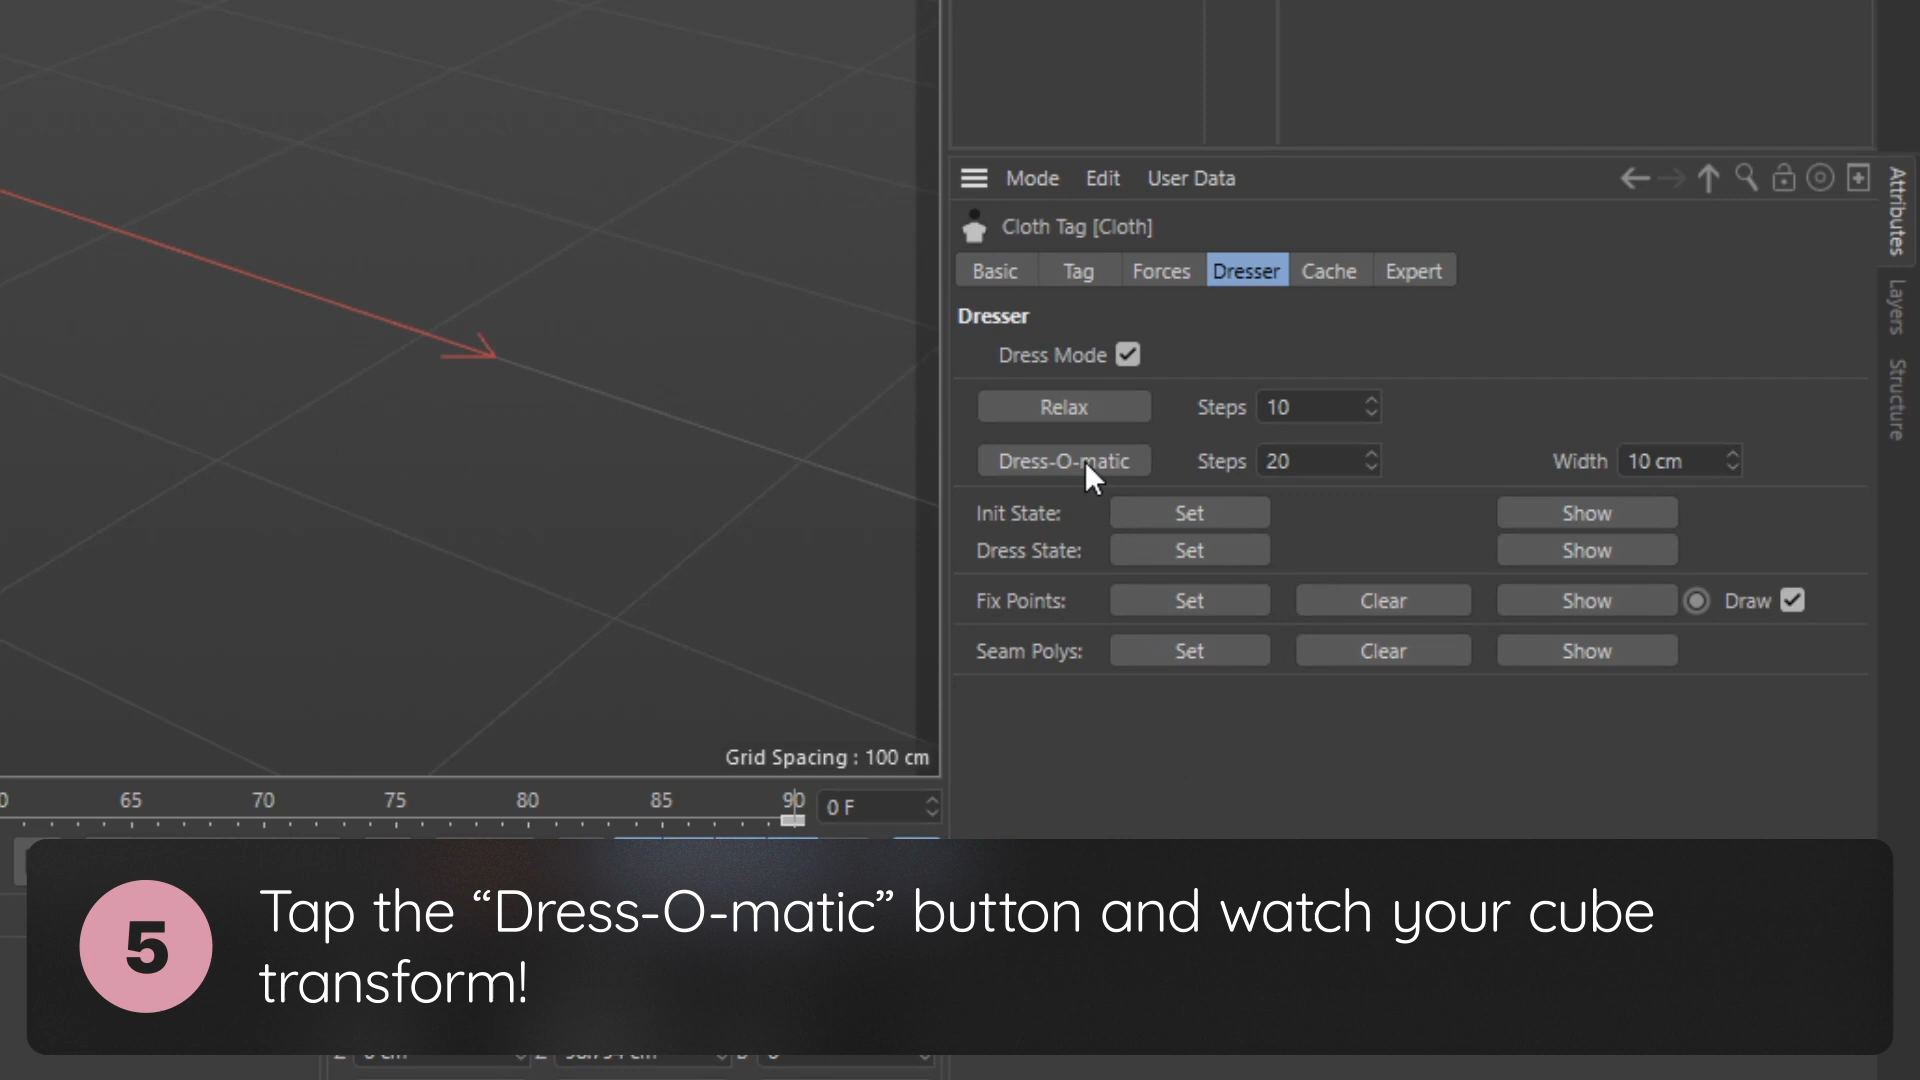 Mode Edit User Data
Cloth Tag [Cloth]
Basic Tag Forces Dresser Cache Expert
Dresser
Dress Mode
Relax Steps 10
Dress-O-matic Steps 20 Width 10 cm
Init State: Set Show
Dress State: Set Show
Fix Points: Set Clear Show Draw
Seam Polys: Set Clear Show
Attributes
Layers
Structure
Grid Spacing : 100 cm
65 70 75 80 85 90 0 F
5
Tap the “Dress-O-matic” button and watch your cube
transform!